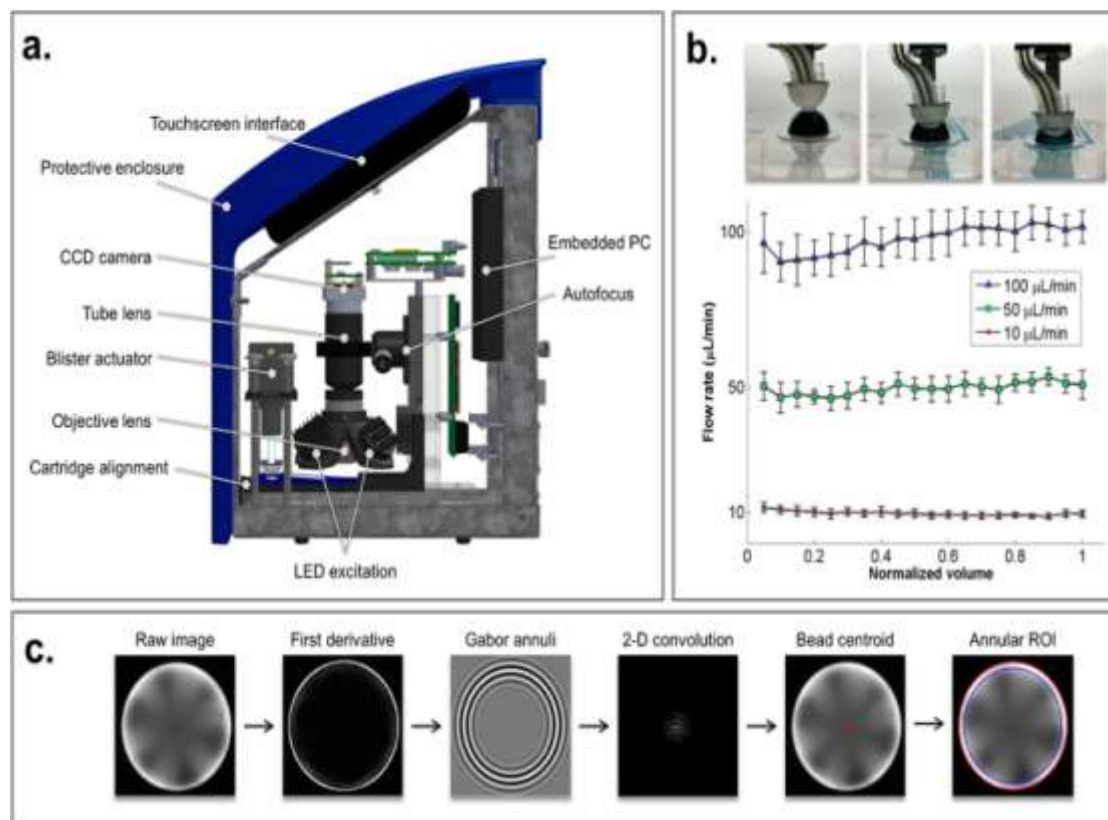 a.
Touchscreen interface
Protective enclosure
CCD camera
Tube lens
Blister actuator
Objective lens
Cartridge alignment
LED excitation
Embedded PC
Autofocus
b.
Flow rate (μL/min)
100
50
10
100 μL/min
50 μL/min
10 μL/min
0 0.2 0.4 0.6 0.8 1
Normalized volume
c.
Raw image First derivative Gabor annuli 2-D convolution Bead centroid Annular ROI